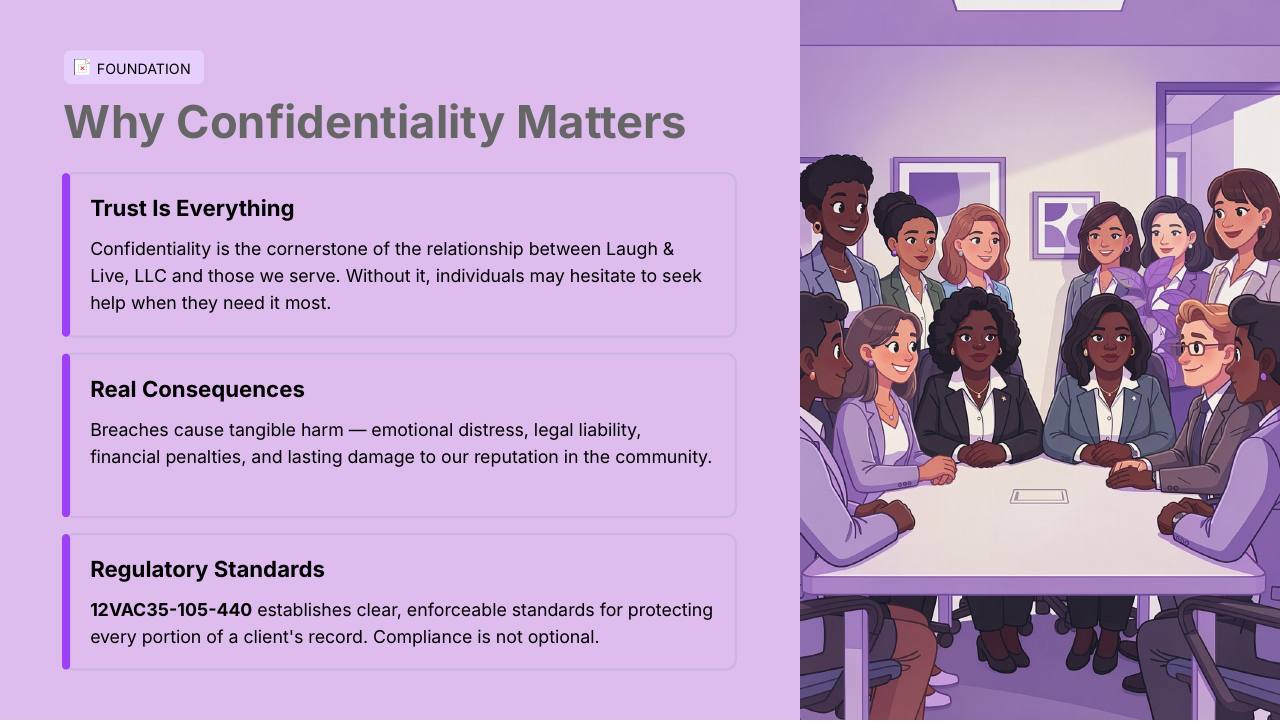 FOUNDATION
Why Confidentiality Matters
Trust Is Everything
Confidentiality is the cornerstone of the relationship between Laugh &
Live, LLC and those we serve. Without it, individuals may hesitate to seek
help when they need it most.
Real Consequences
Breaches cause tangible harm — emotional distress, legal liability,
financial penalties, and lasting damage to our reputation in the community.
Regulatory Standards
12VAC35-105-440 establishes clear, enforceable standards for protecting
every portion of a client's record. Compliance is not optional.